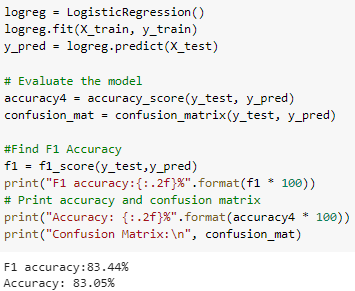 logreg = LogisticRegression()
logreg.fit(X_train, y_train)
y_pred = logreg.predict(X_test)
# Evaluate the model
accuracy4 = accuracy_score(y_test, y_pred)
confusion_mat = confusion_matrix(y_test, y_pred)
#Find F1 Accuracy
f1 = f1_score(y_test,y_pred)
print("F1 accuracy:{:.2f}%".format(f1 * 100))
# Print accuracy and confusion matrix
print("Accuracy: {:.2f}%".format(accuracy4 * 100))
print("Confusion Matrix:\n", confusion_mat)
F1 accuracy:83.44%
Accuracy: 83.05%